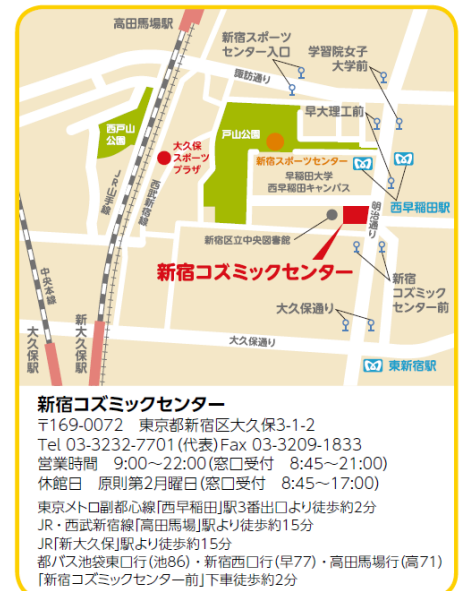 高田馬場駅
新宿スポーツ
センター入口
学習院女子
大学前
諏訪通り
早大理工前
西戸山
公園
大久保
スポーツ
プラザ
戸山公園
新宿スポーツセンター
早稲田大学
西早稲田キャンパス
西早稲田駅
JR山手線
西武新宿線
明治通り
新宿区立中央図書館
新宿コズミックセンター
新宿
コズミック
センター前
中央本線
大久保駅
新大久保駅
大久保通り
大久保通り
東新宿駅
新宿コズミックセンター
〒169-0072 東京都新宿区大久保3-1-2
Tel 03-3232-7701(代表)Fax 03-3209-1833
営業時間 9:00～22:00(窓口受付 8:45～21:00)
休館日 原則第2月曜日(窓口受付 8:45～17:00)
東京メトロ副都心線「西早稲田」駅3番出口より徒歩約2分
JR・西武新宿線「高田馬場」駅より徒歩約15分
JR「新大久保」駅より徒歩約15分
都バス池袋東口行(池86)・新宿西口行(早77)・高田馬場行(高71)
「新宿コズミックセンター前」下車徒歩約2分